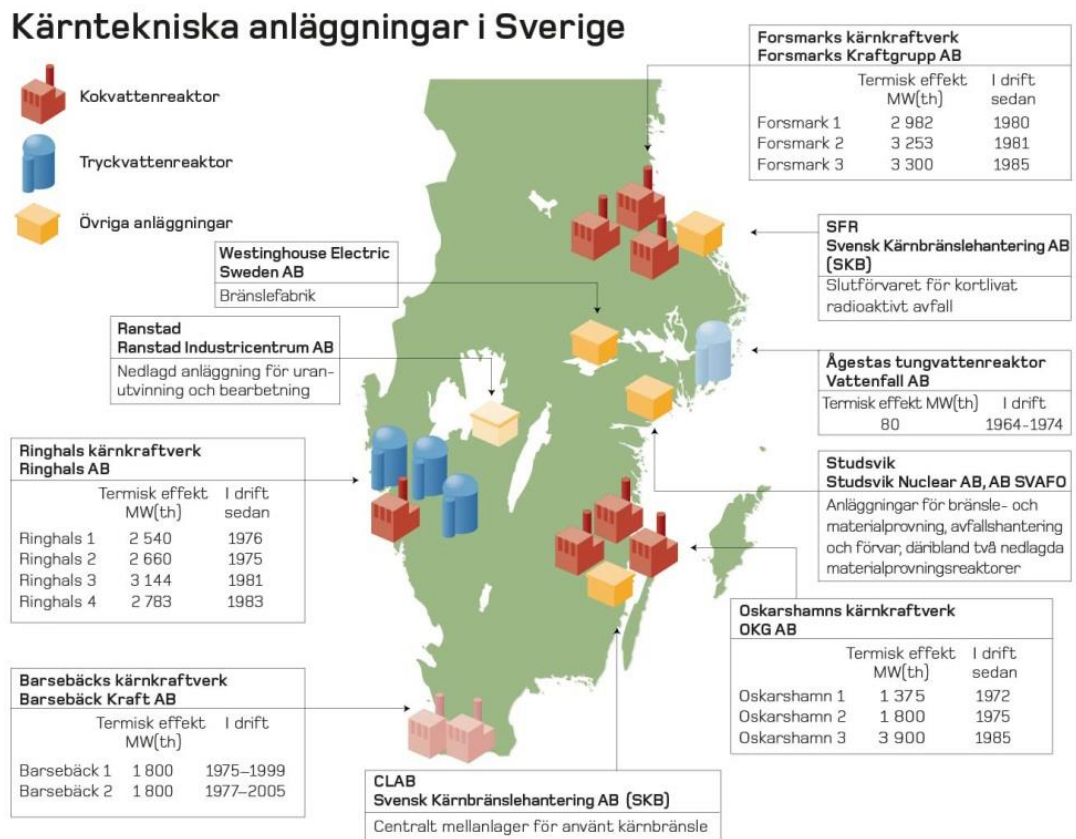 Kärntekniska anläggningar i Sverige
Kokvattenreaktor
Tryckvattenreaktor
Övriga anläggningar
Forsmarks kärnkraftverk
Forsmarks Kraftgrupp AB
Termisk effekt I drift
MW(th) sedan
Forsmark 1 2 982 1980
Forsmark 2 3 253 1981
Forsmark 3 3 300 1985
SFR
Svensk Kärnbränslehantering AB
(SKB)
Slutförvaret för kortlivat
radioaktivt avfall
Westinghouse Electric
Sweden AB
Bränslefabrik
Ranstad
Ranstad Industricentrum AB
Nedlagd anläggning för uran-
utvinning och bearbetning
Ågestas tungvattenreaktor
Vattenfall AB
Termisk effekt MW(th) I drift
80 1964-1974
Ringhals kärnkraftverk
Ringhals AB
Termisk effekt I drift
MW(th) sedan
Ringhals 1 2 540 1976
Ringhals 2 2 660 1975
Ringhals 3 3 144 1981
Ringhals 4 2 783 1983
Studsvik
Studsvik Nuclear AB, AB SVAFO
Anläggningar för bränsle- och
materialprovning, avfallshantering
och förvar, däribland två nedlagda
materialprovningsreaktorer
Oskarshamns kärnkraftverk
OKG AB
Termisk effekt I drift
MW(th) sedan
Oskarshamn 1 1 375 1972
Oskarshamn 2 1 800 1975
Oskarshamn 3 3 900 1985
Barsebäcks kärnkraftverk
Barsebäck Kraft AB
Termisk effekt I drift
MW(th)
Barsebäck 1 1 800 1975–1999
Barsebäck 2 1 800 1977–2005
CLAB
Svensk Kärnbränslehantering AB (SKB)
Centralt mellanlager för använt kärnbränsle